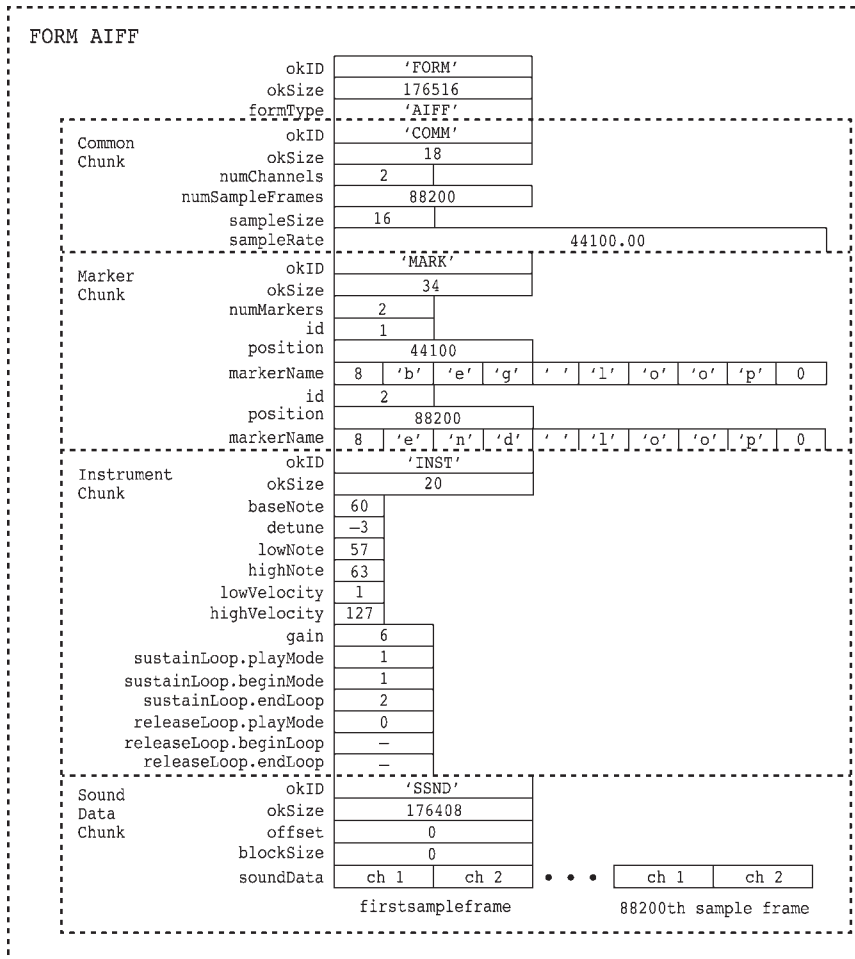 FORM AIFF
okID 'FORM'
okSize 176516
formType 'AIFF'
Common Chunk
okID 'COMM'
okSize 18
numChannels 2
numSampleFrames 88200
sampleSize 16
sampleRate 44100.00
Marker Chunk
okID 'MARK'
okSize 34
numMarkers 2
id 1
position 44100
markerName 8 'b' 'e' 'g' ' ' 'l' 'o' 'o' 'p' 0
id 2
position 88200
markerName 8 'e' 'n' 'd' ' ' 'l' 'o' 'o' 'p' 0
Instrument Chunk
okID 'INST'
okSize 20
baseNote 60
detune –3
lowNote 57
highNote 63
lowVelocity 1
highVelocity 127
gain 6
sustainLoop.playMode 1
sustainLoop.beginMode 1
sustainLoop.endLoop 2
releaseLoop.playMode 0
releaseLoop.beginLoop –
releaseLoop.endLoop –
Sound Data Chunk
okID 'SSND'
okSize 176408
offset 0
blockSize 0
soundData ch 1 ch 2 • • • ch 1 ch 2
firstsampleframe 88200th sample frame